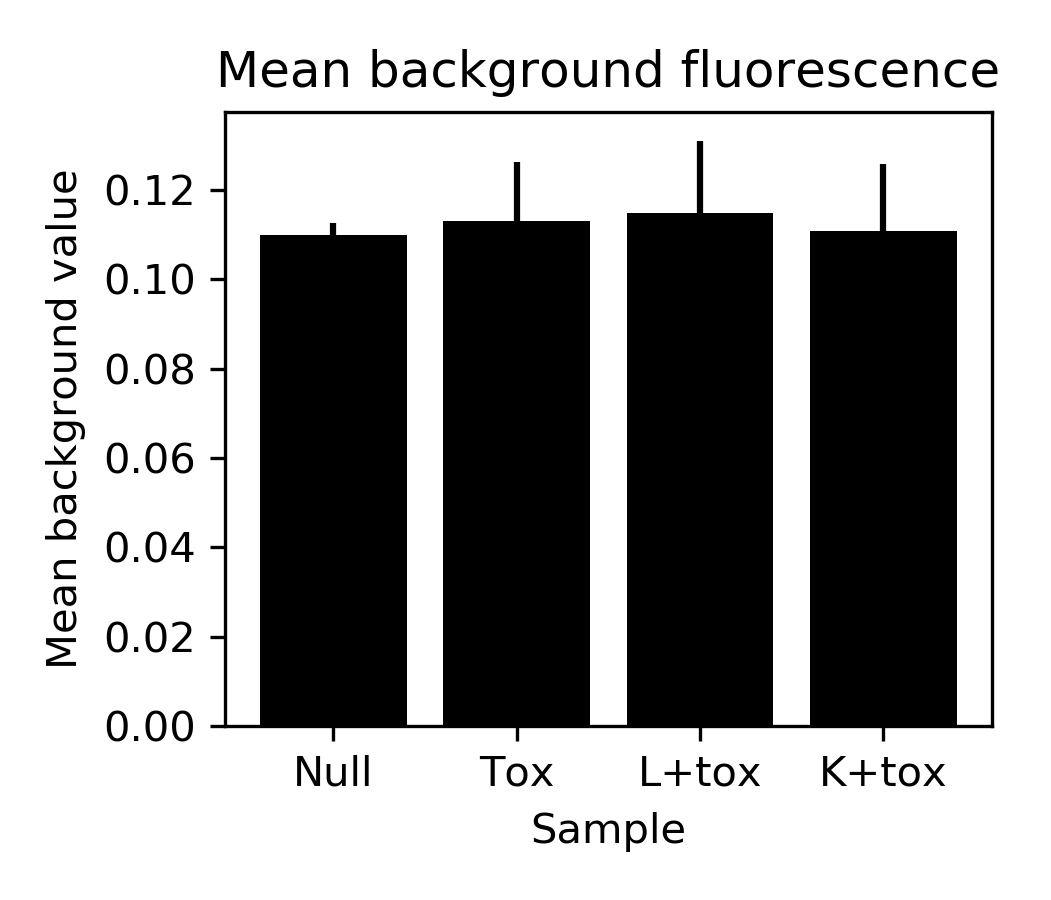 Mean background fluorescence
Mean background value
0.12
0.10
0.08
0.06
0.04
0.02
0.00
Null Tox L+tox K+tox
Sample